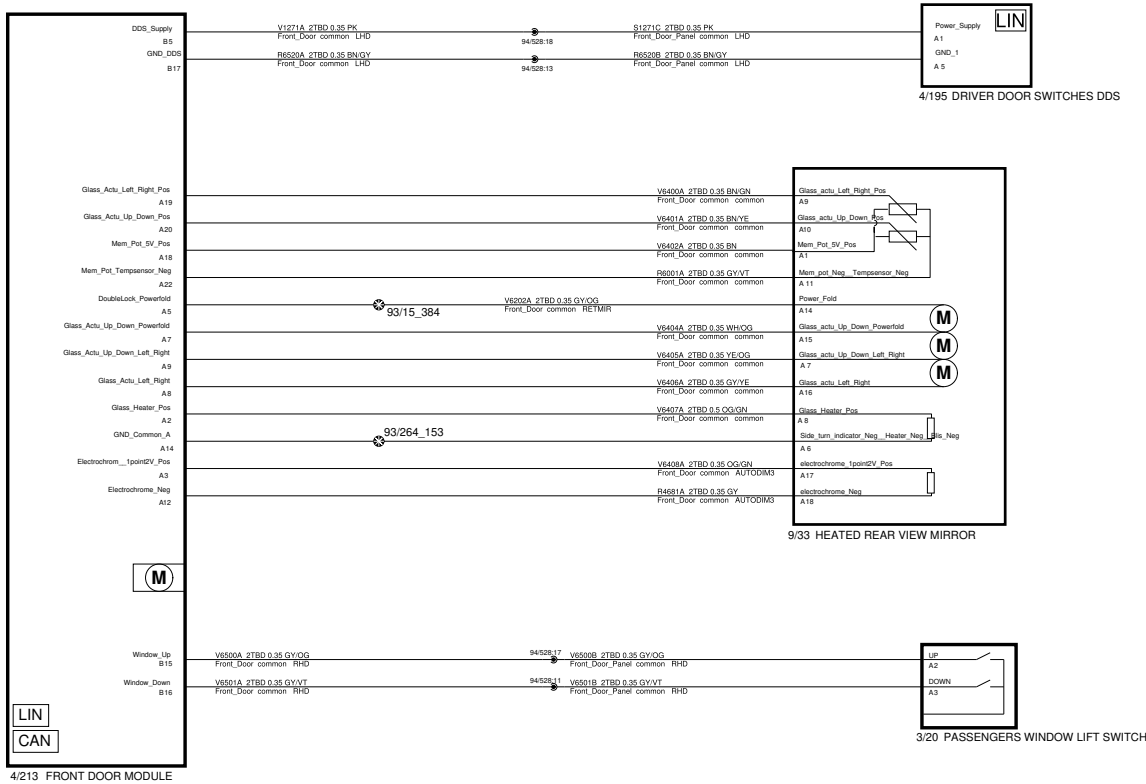 DDS_Supply
B5
V1271A 2TBD 0.35 PK
Front_Door common LHD
94/528:18
S1271C 2TBD 0.35 PK
Front_Door_Panel common LHD
Power_Supply
A1
LIN
GND_DDS
B17
R6520A 2TBD 0.35 BN/GY
Front_Door common LHD
94/528:13
R6520B 2TBD 0.35 BN/GY
Front_Door_Panel common LHD
GND_1
A 5
4/195 DRIVER DOOR SWITCHES DDS
Glass_Actu_Left_Right_Pos
A19
V6400A 2TBD 0.35 BN/GN
Front_Door common common
Glass_actu_Left_Right_Pos
A9
Glass_Actu_Up_Down_Pos
A20
V6401A 2TBD 0.35 BN/YE
Front_Door common common
Glass_actu_Up_Down_Pos
A10
Mem_Pot_5V_Pos
A18
V6402A 2TBD 0.35 BN
Front_Door common common
Mem_Pot_5V_Pos
A1
Mem_Pot_Tempsensor_Neg
A22
R6001A 2TBD 0.35 GY/VT
Front_Door common common
Mem_pot_Neg__Tempsensor_Neg
A 11
DoubleLock_Powerfold
A5
93/15_384
V6202A 2TBD 0.35 GY/OG
Front_Door common RETMIR
Power_Fold
A14
M
Glass_Actu_Up_Down_Powerfold
A7
V6404A 2TBD 0.35 WH/OG
Front_Door common common
Glass_actu_Up_Down_Powerfold
A15
M
Glass_Actu_Up_Down_Left_Right
A9
V6405A 2TBD 0.35 YE/OG
Front_Door common common
Glass_actu_Up_Down_Left_Right
A 7
M
Glass_Actu_Left_Right
A8
V6406A 2TBD 0.35 GY/YE
Front_Door common common
Glass_actu_Left_Right
A16
Glass_Heater_Pos
A2
V6407A 2TBD 0.5 OG/GN
Front_Door common common
Glass_Heater_Pos
A 8
GND_Common_A
A14
93/264_153
Side_turn_indicator_Neg__Heater_Neg__Blis_Neg
A 6
Electrochrom__1point2V_Pos
A3
V6408A 2TBD 0.35 OG/GN
Front_Door common AUTODIM3
electrochrome_1point2V_Pos
A17
Electrochrome_Neg
A12
R4681A 2TBD 0.35 GY
Front_Door common AUTODIM3
electrochrome_Neg
A18
9/33 HEATED REAR VIEW MIRROR
M
Window_Up
B15
V6500A 2TBD 0.35 GY/OG
Front_Door common RHD
94/528:17
V6500B 2TBD 0.35 GY/OG
Front_Door_Panel common RHD
UP
A2
Window_Down
B16
V6501A 2TBD 0.35 GY/VT
Front_Door common RHD
94/528:11
V6501B 2TBD 0.35 GY/VT
Front_Door_Panel common RHD
DOWN
A3
3/20 PASSENGERS WINDOW LIFT SWITCH
LIN
CAN
4/213 FRONT DOOR MODULE